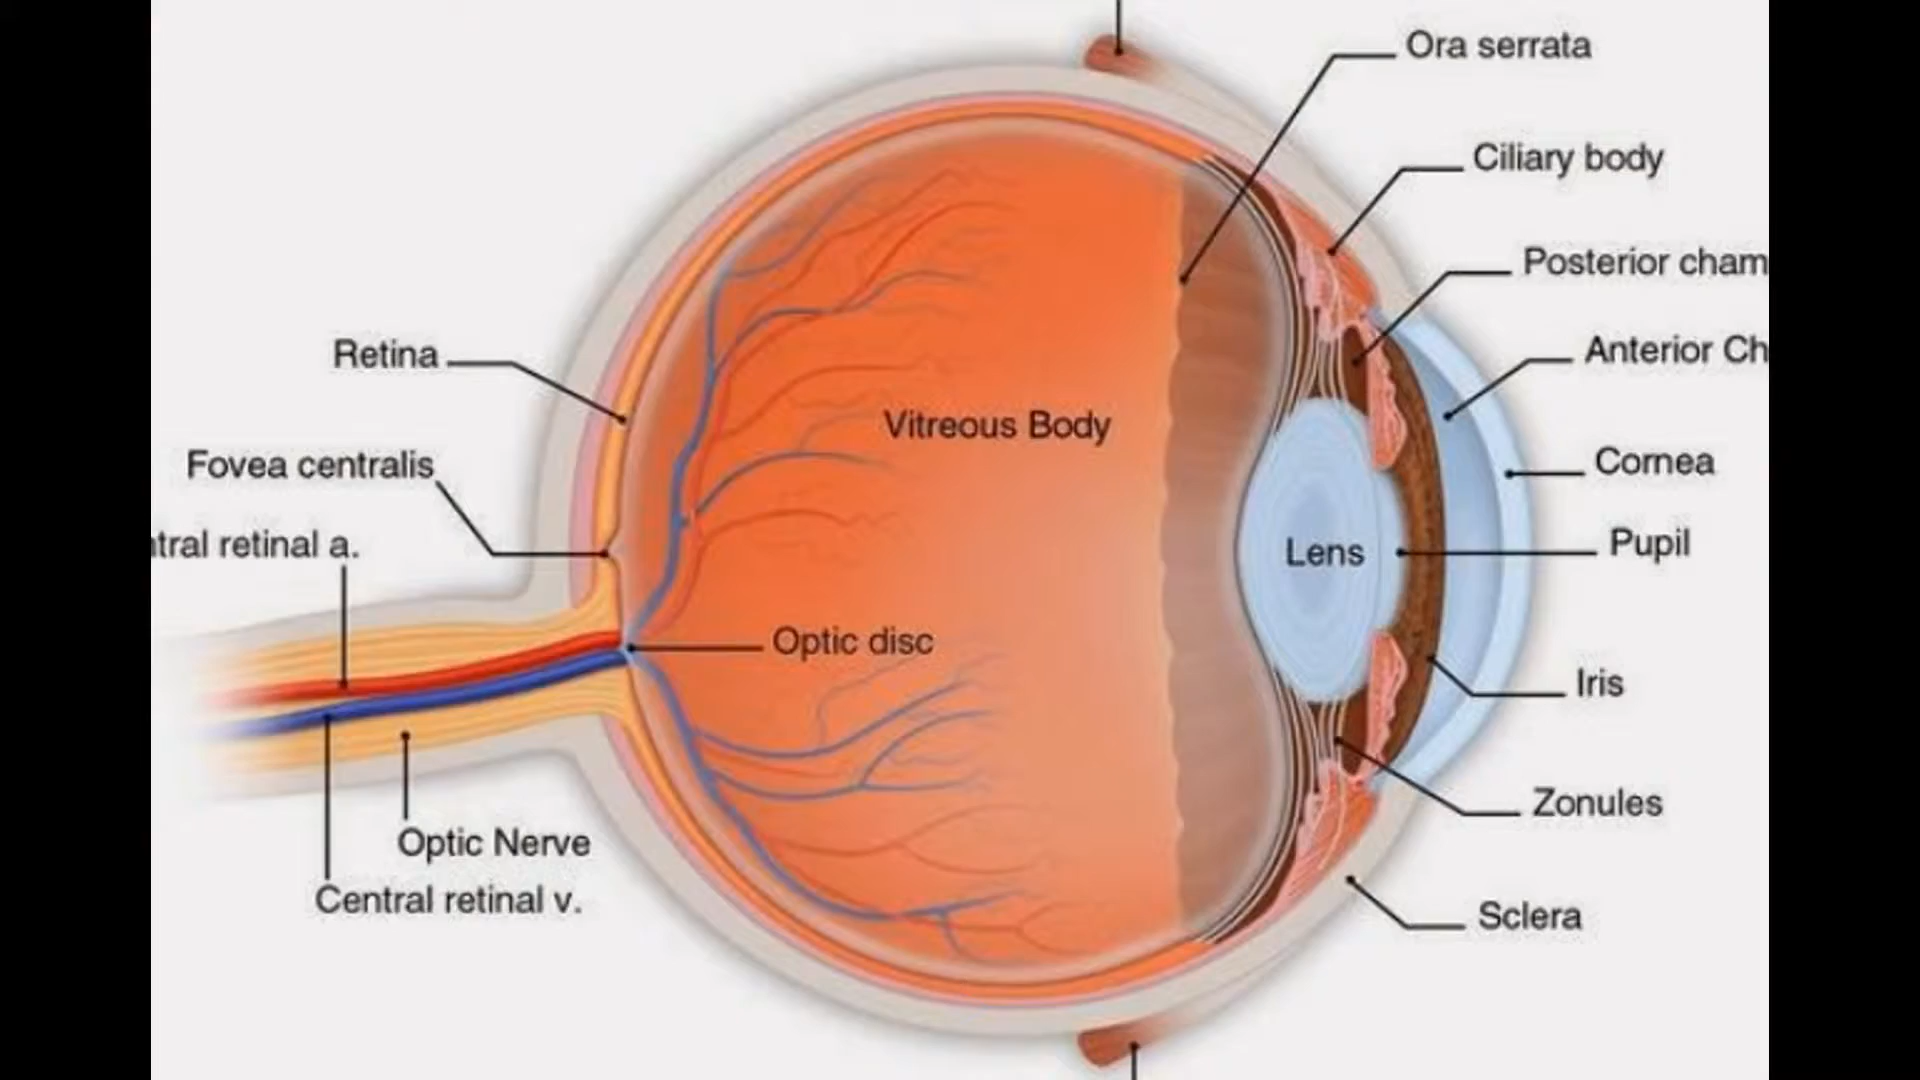 Ora serrata
Ciliary body
Posterior cham
Anterior Ch
Retina
Vitreous Body
Fovea centralis
Cornea
ntral retinal a.
Pupil
Lens
Optic disc
Iris
Zonules
Optic Nerve
Central retinal v.
Sclera